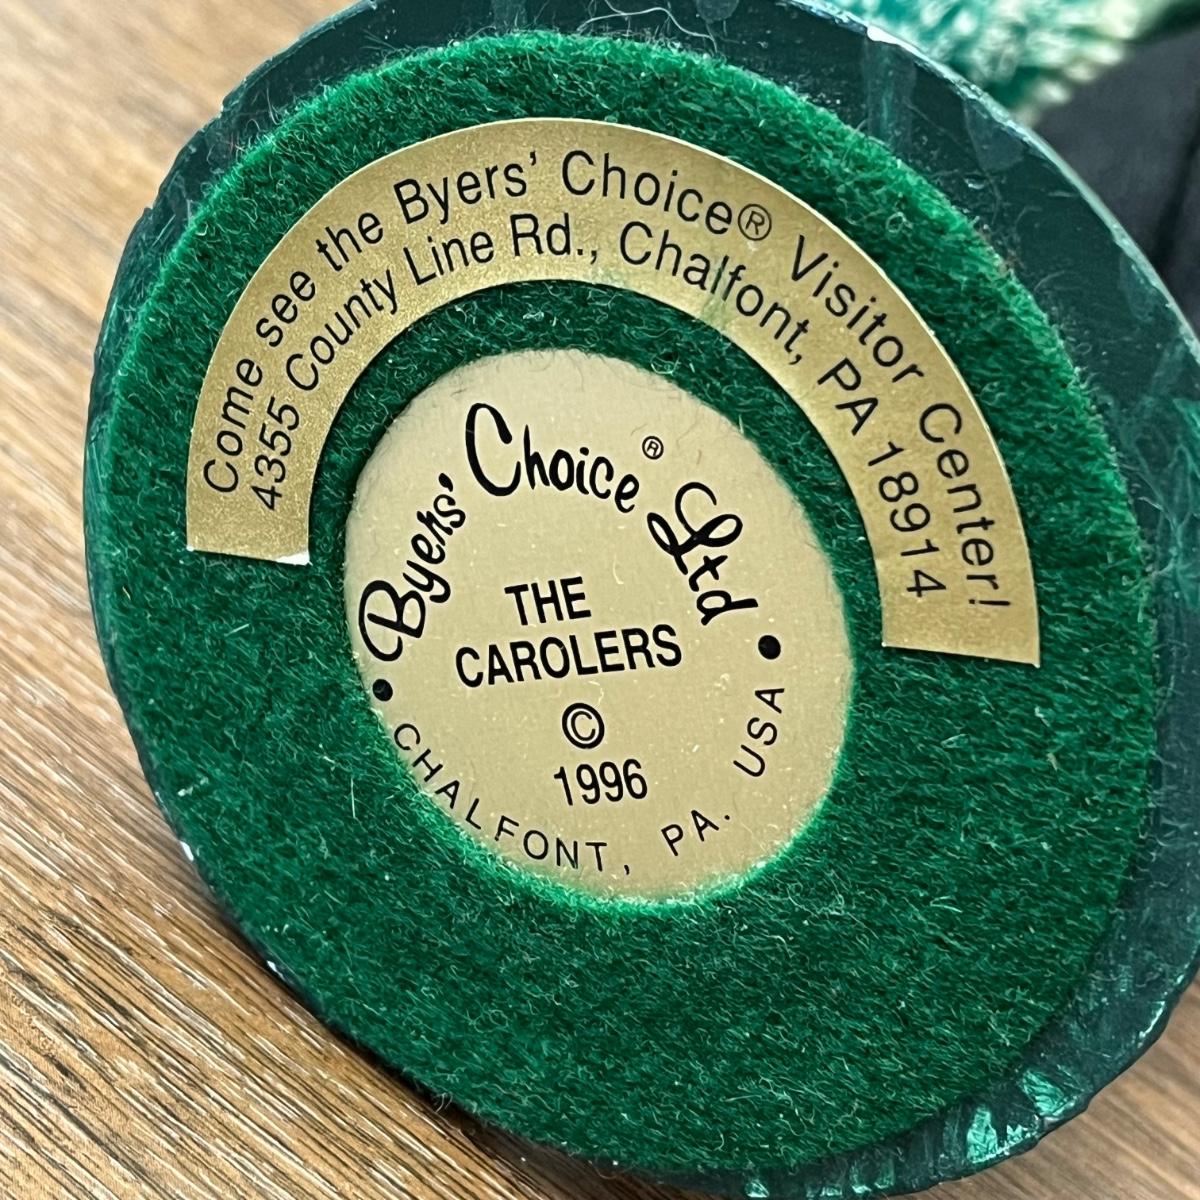 Come see the Byers' Choice® Visitor Center!
4355 County Line Rd., Chalfont, PA 18914
Byers' Choice® Ltd
THE
CAROLERS
©
1996
• CHALFONT, PA. USA •